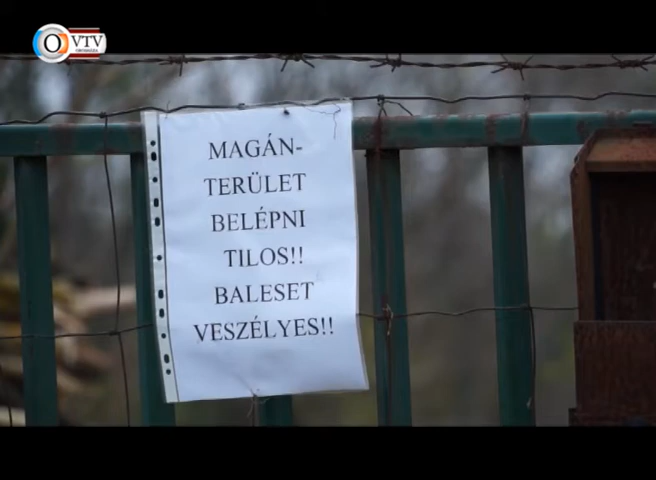 O VTV
MAGÁN-
TERÜLET
BELÉPNI
TILOS!!
BALESET
VESZÉLYES!!